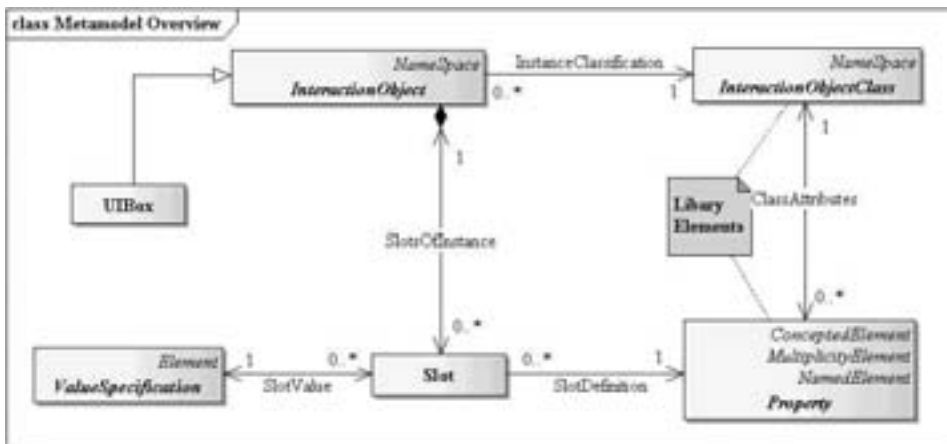 class Metamodel Overview
NameSpace
InteractionObject
InstanceClassification
0..*
1
NameSpace
InteractionObjectClass
1
1
UIBox
Libary
Elements
ClassAttributes
SlotsOfInstance
0..*
0..*
Element
ValueSpecification
1
0..*
SlotValue
Slot
0..*
1
SlotDefinition
ConceptedElement
MultiplicityElement
NamedElement
Property